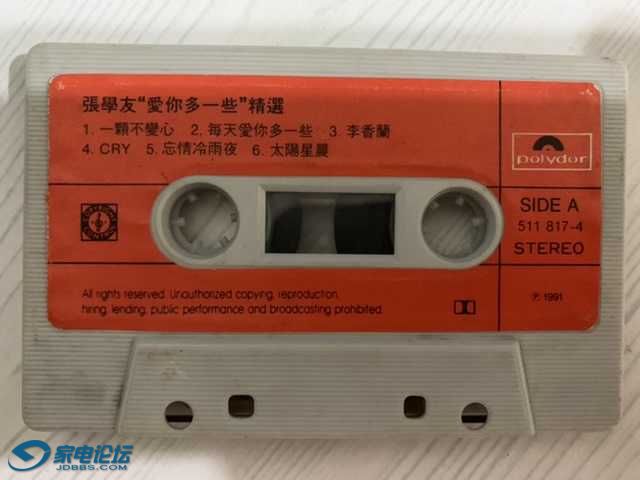 張學友“愛你多一些”精選
1. 一顆不變心 2. 每天愛你多一些 3. 李香蘭
4. CRY 5. 忘情冷雨夜 6. 太陽星晨
polydor
SIDE A
511 817-4
STEREO
All rights reserved. Unauthorized copying, reproduction,
hiring, lending, public performance and broadcasting prohibited.
℗ 1991
家电论坛
JDBBS.COM